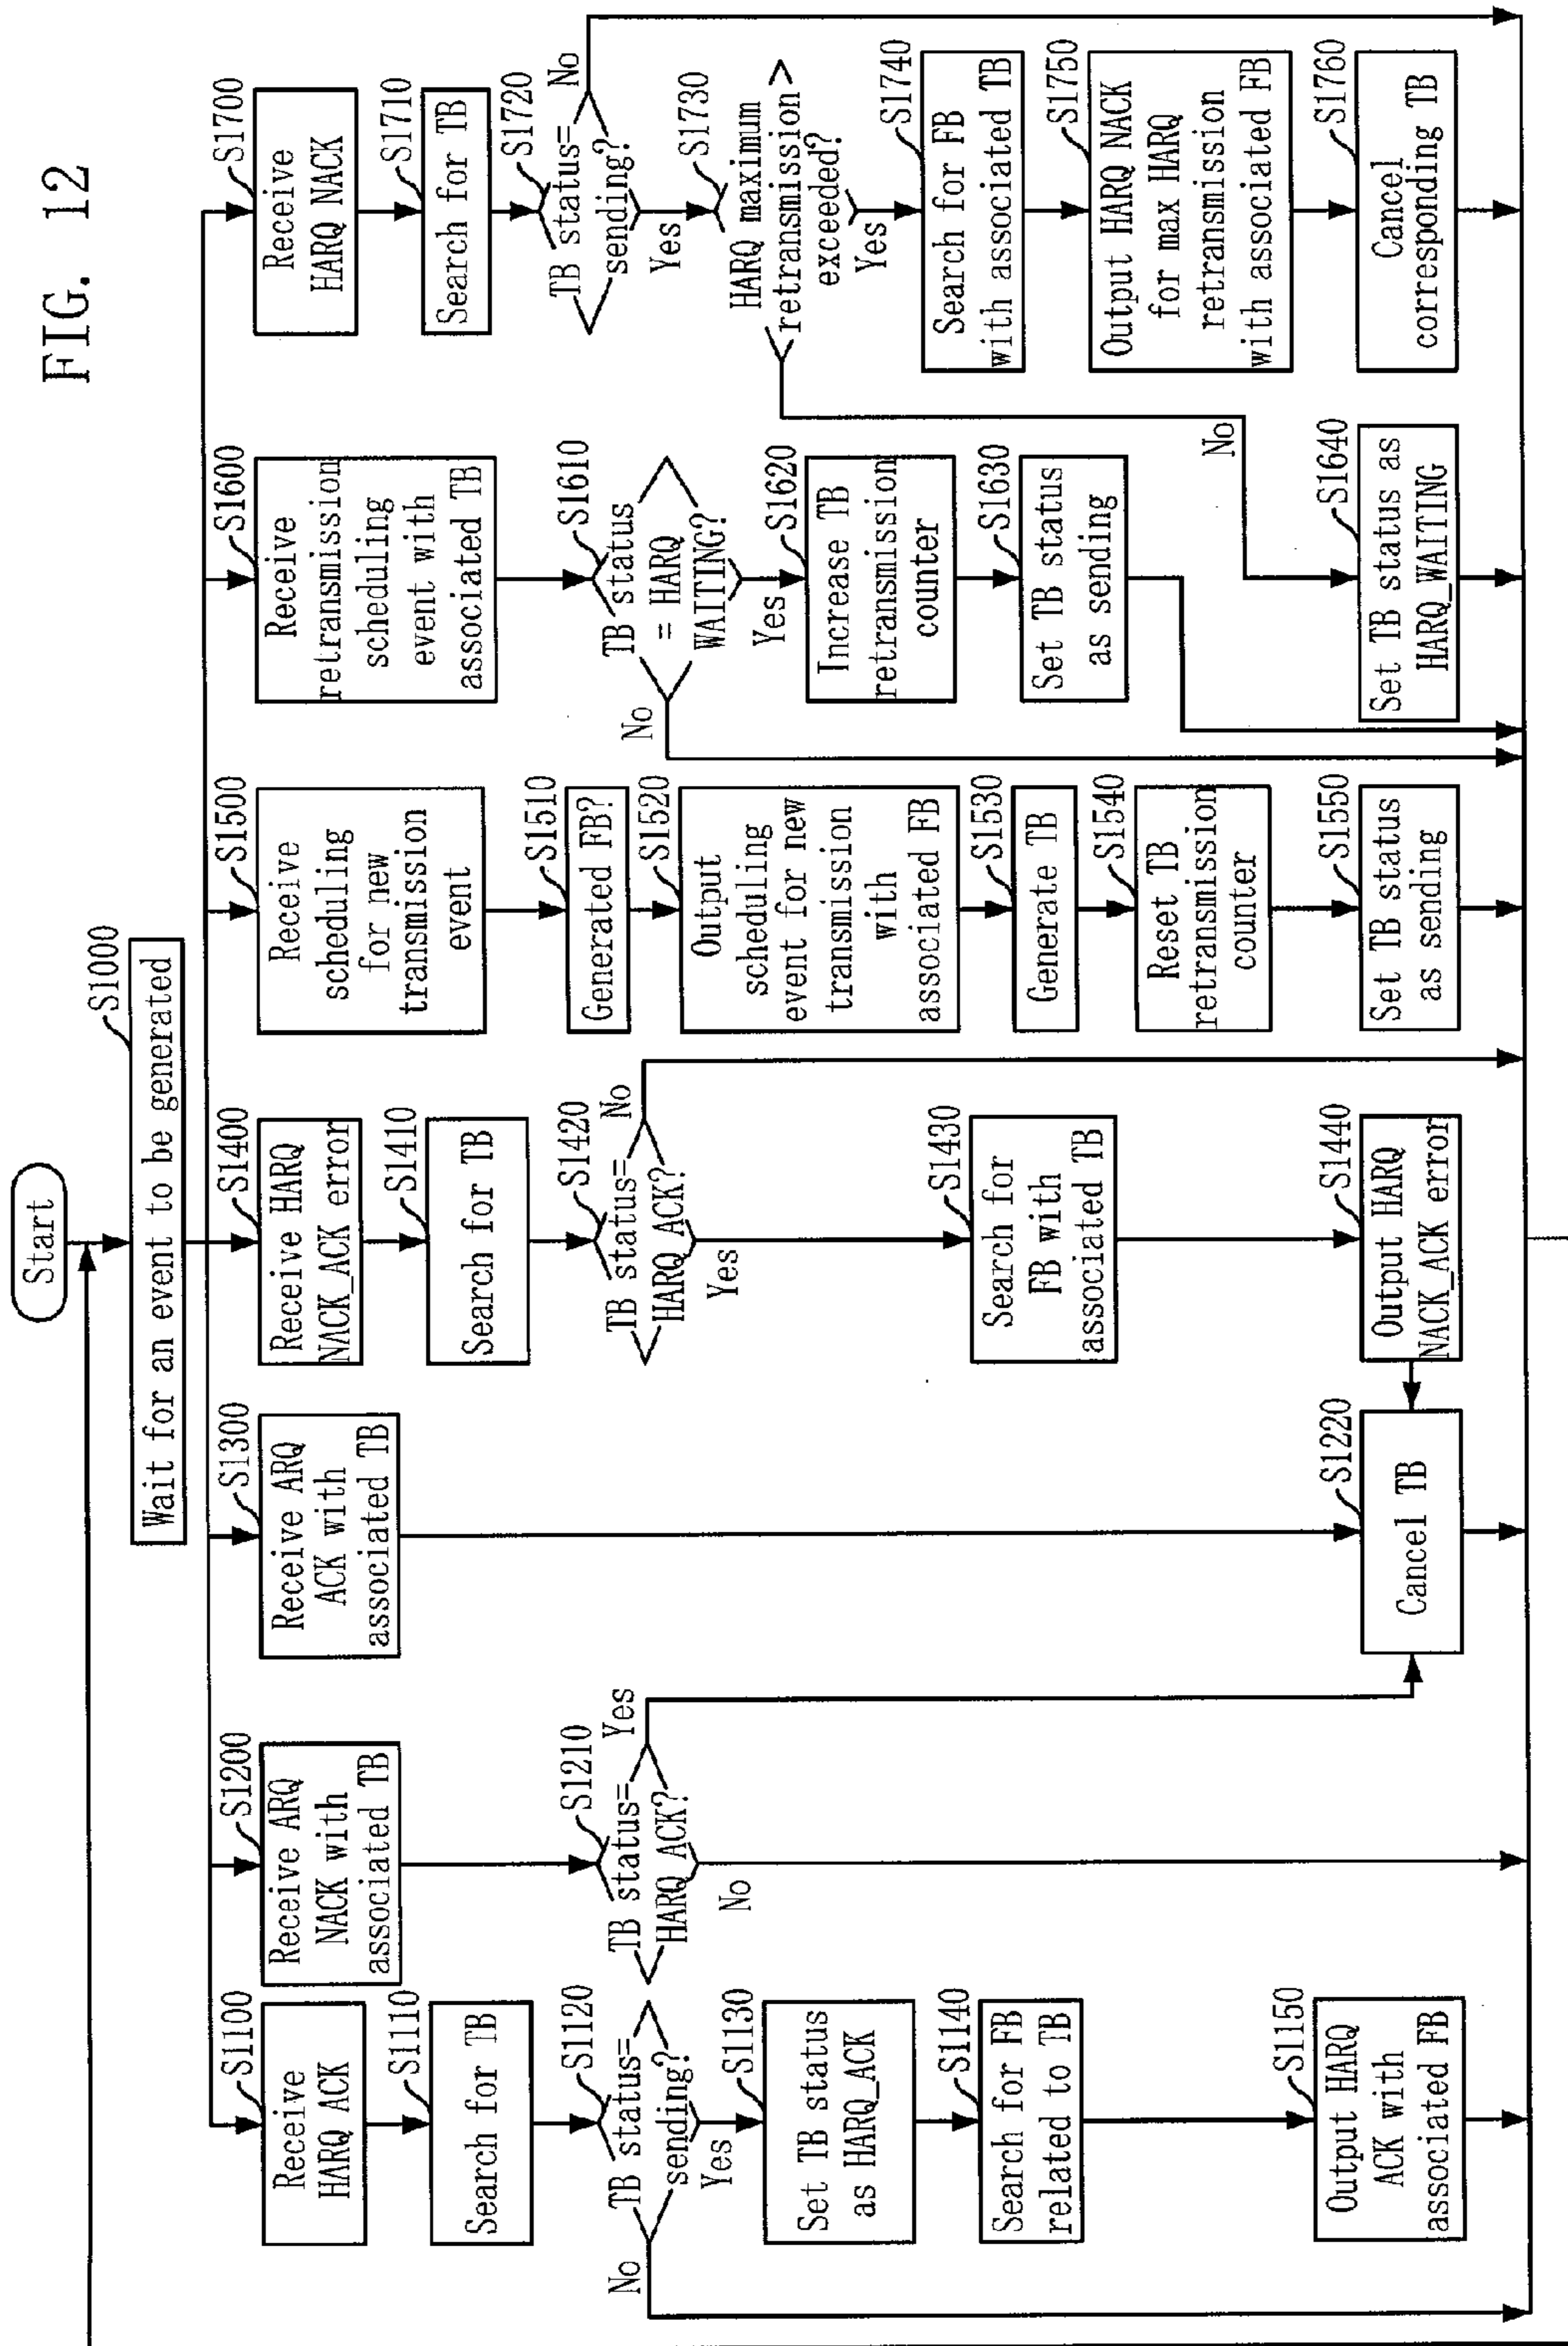 FIG. 12
Start
S1000
Wait for an event to be generated
S1100
Receive
HARQ ACK
S1110
Search for TB
S1120
TB status=
sending?
No
Yes
S1130
Set TB status
as HARQ_ACK
S1140
Search for FB
related to TB
S1150
Output HARQ
ACK with
associated FB
S1200
Receive ARQ
NACK with
associated TB
S1210
TB status=
HARQ ACK?
Yes
No
S1300
Receive ARQ
ACK with
associated TB
S1220
Cancel TB
S1400
Receive HARQ
NACK_ACK error
S1410
Search for TB
S1420
TB status=
HARQ ACK?
No
Yes
S1430
Search for
FB with
associated TB
S1440
Output HARQ
NACK_ACK error
S1500
Receive
scheduling
for new
transmission
event
S1510
Generated FB?
S1520
Output
scheduling
event for new
transmission
with
associated FB
S1530
Generate TB
S1540
Reset TB
retransmission
counter
S1550
Set TB status
as sending
S1600
Receive
retransmission
scheduling
event with
associated TB
S1610
TB status
= HARQ
WAITING?
No
Yes
S1620
Increase TB
retransmission
counter
S1630
Set TB status
as sending
No
S1640
Set TB status as
HARQ_WAITING
S1700
Receive
HARQ NACK
S1710
Search for TB
S1720
TB status=
sending?
No
Yes
S1730
HARQ maximum
retransmission
exceeded?
Yes
S1740
Search for FB
with associated TB
S1750
Output HARQ NACK
for max HARQ
retransmission
with associated FB
S1760
Cancel
corresponding TB